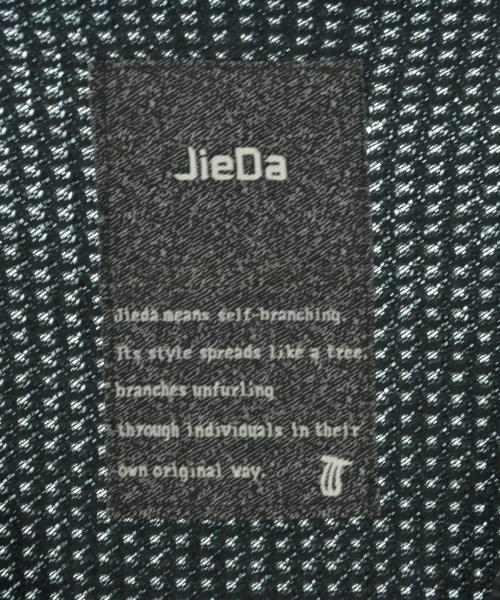 JieDa
Jieda means self-branching.
Its style spreads like a tree,
branches unfurling
through individuals in their
own original way.